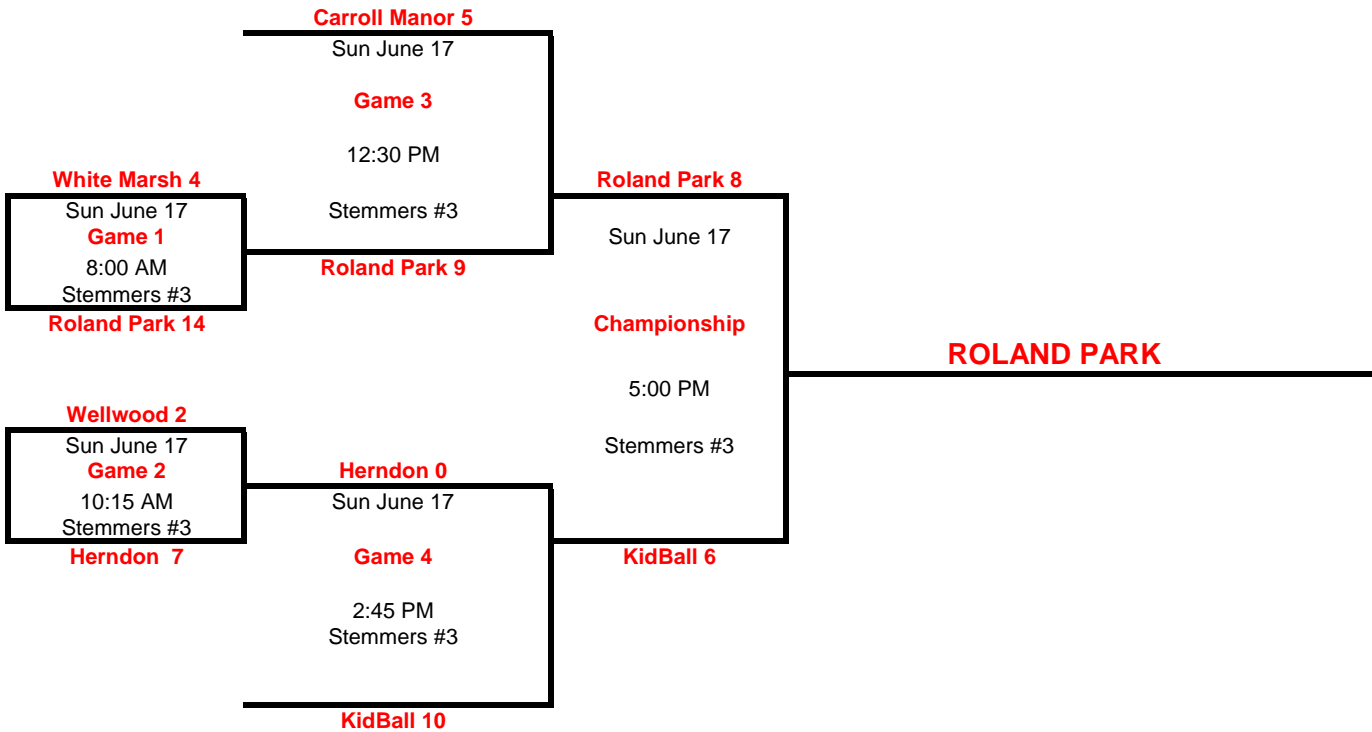 Carroll Manor 5
Sun June 17
Game 3
12:30 PM
Stemmers #3
Roland Park 9
White Marsh 4
Sun June 17
Game 1
8:00 AM
Stemmers #3
Roland Park 14
Roland Park 8
Sun June 17
Championship
5:00 PM
Stemmers #3
KidBall 6
ROLAND PARK
Wellwood 2
Sun June 17
Game 2
10:15 AM
Stemmers #3
Herndon  7
Herndon 0
Sun June 17
Game 4
2:45 PM
Stemmers #3
KidBall 10